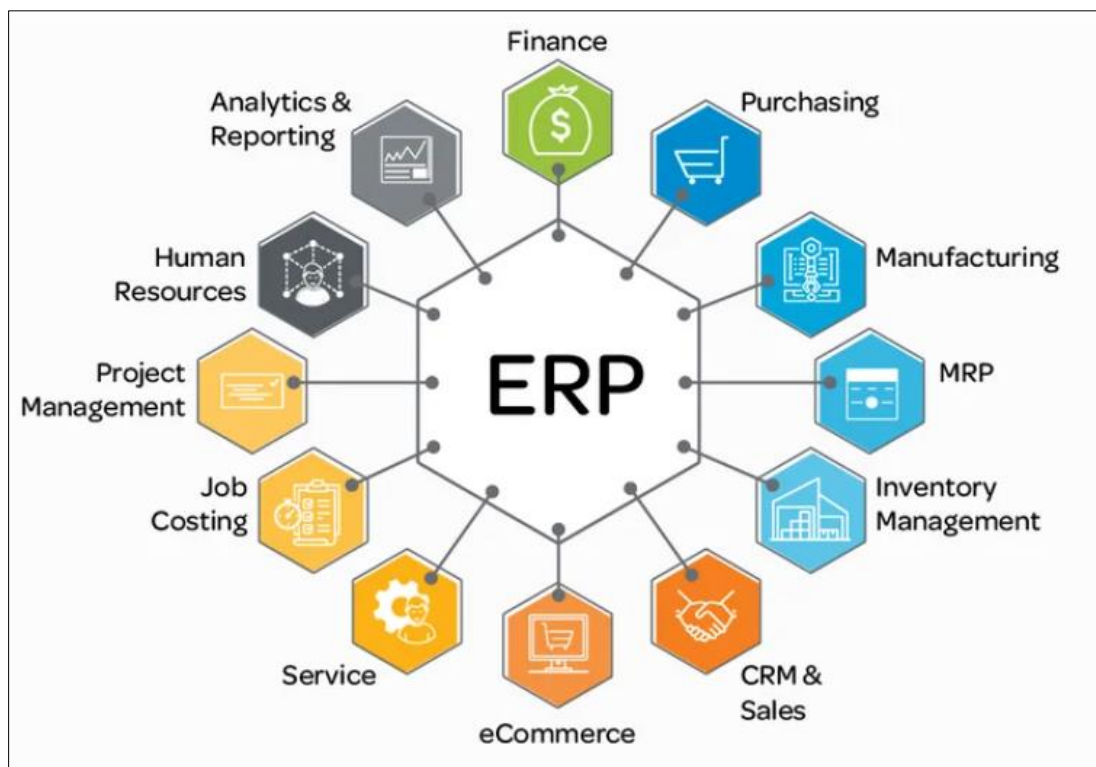 Finance
Analytics &
Reporting
Purchasing
Human
Resources
Manufacturing
Project
Management
ERP
MRP
Job
Costing
Inventory
Management
Service
eCommerce
CRM &
Sales
$